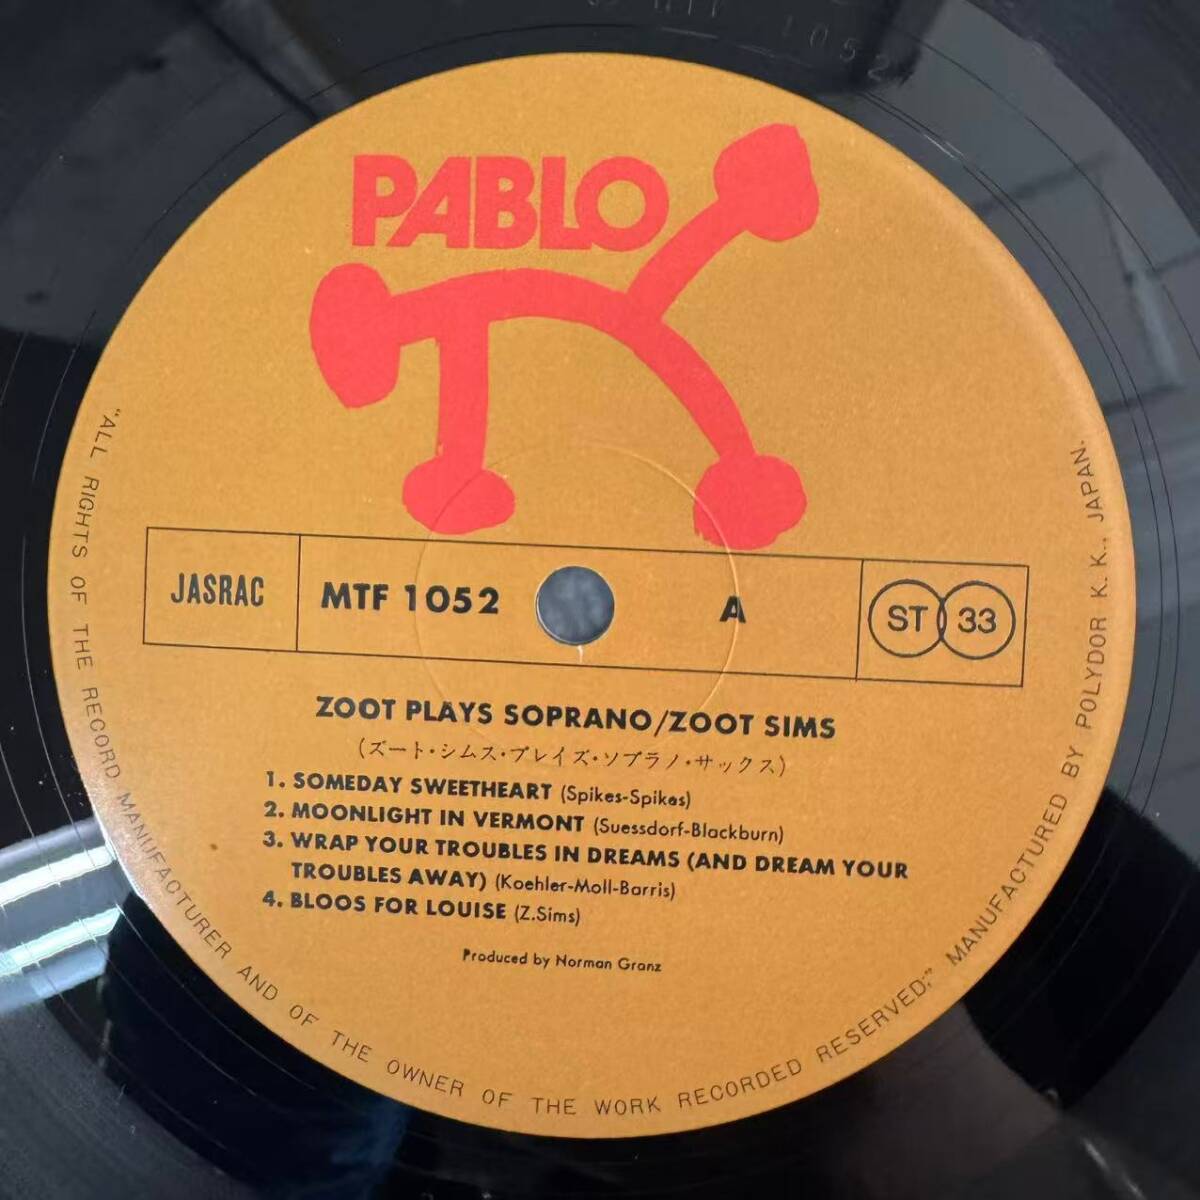 MTF 1052
PABLO
JASRAC
MTF 1052
A
ST 33
ZOOT PLAYS SOPRANO/ZOOT SIMS
(ズート・シムス・プレイズ・ソプラノ・サックス)
1. SOMEDAY SWEETHEART (Spikes-Spikes)
2. MOONLIGHT IN VERMONT (Suessdorf-Blackburn)
3. WRAP YOUR TROUBLES IN DREAMS (AND DREAM YOUR
TROUBLES AWAY) (Koehler-Moll-Barris)
4. BLOOS FOR LOUISE (Z.Sims)
Produced by Norman Granz
"ALL RIGHTS OF THE RECORD MANUFACTURER AND OF THE OWNER OF THE WORK RECORDED RESERVED;" MANUFACTURED BY POLYDOR K. K., JAPAN.